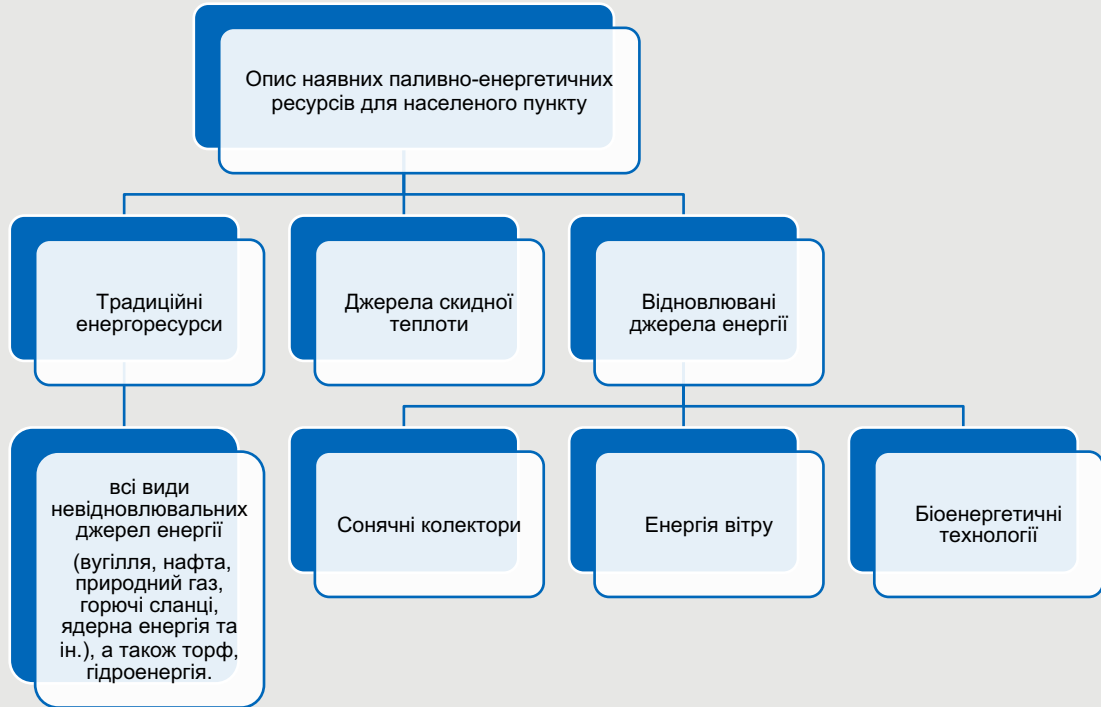 Опис наявних паливно-енергетичних
ресурсів для населеного пункту
Традиційні
енергоресурси
Джерела скидної
теплоти
Відновлювані
джерела енергії
всі види
невідновлювальних
джерел енергії
(вугілля, нафта,
природний газ,
горючі сланці,
ядерна енергія та
ін.), а також торф,
гідроенергія.
Сонячні колектори
Енергія вітру
Біоенергетичні
технології